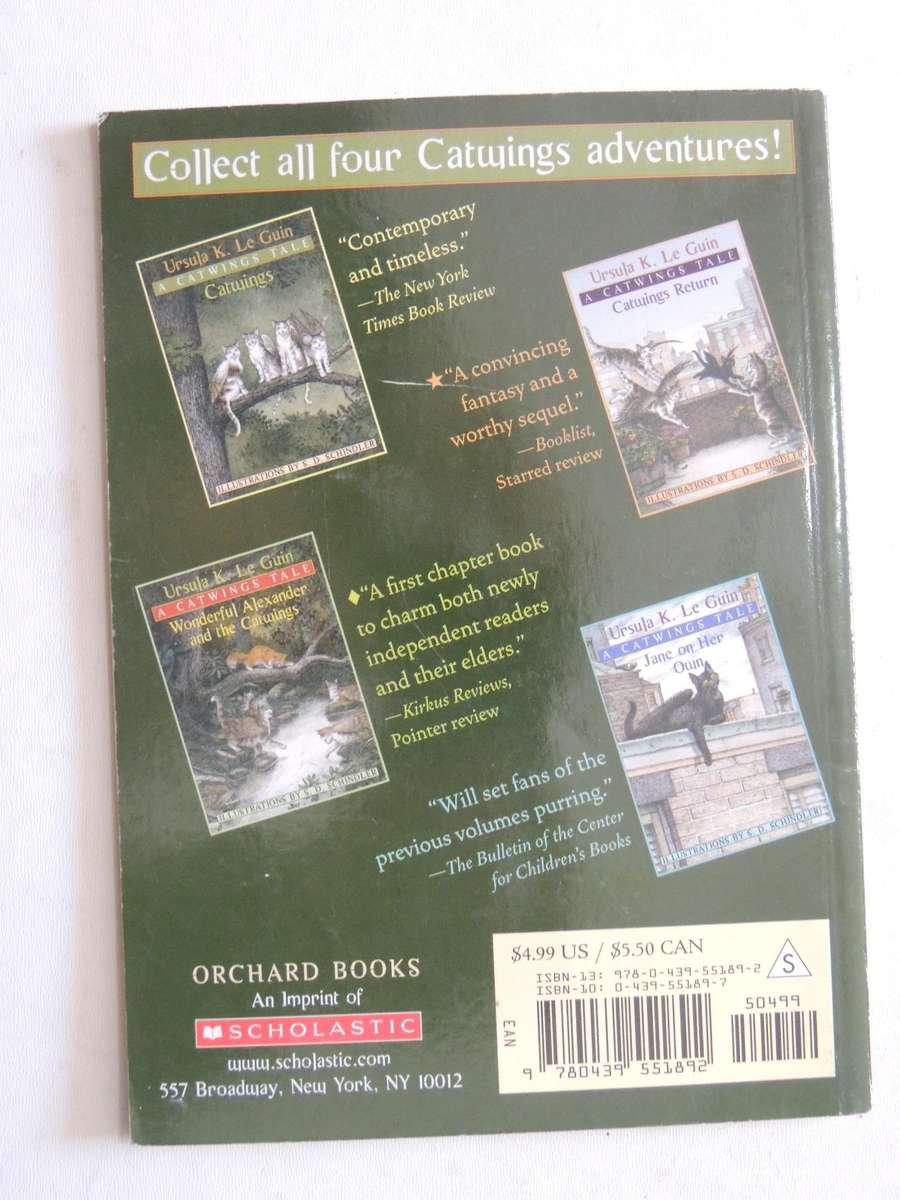 Collect all four Catwings adventures!
Ursula K. Le Guin
A CATWINGS TALE
Catwings
ILLUSTRATIONS BY S. D. SCHINDLER
“Contemporary
and timeless.”
—The New York
Times Book Review
Ursula K. Le Guin
A CATWINGS TALE
Catwings Return
ILLUSTRATIONS BY S. D. SCHINDLER
★“A convincing
fantasy and a
worthy sequel.”
—Booklist,
Starred review
Ursula K. Le Guin
A CATWINGS TALE
Wonderful Alexander
and the Catwings
ILLUSTRATIONS BY S. D. SCHINDLER
♦“A first chapter book
to charm both newly
independent readers
and their elders.”
—Kirkus Reviews,
Pointer review
Ursula K. Le Guin
A CATWINGS TALE
Jane on Her
Own
ILLUSTRATIONS BY S. D. SCHINDLER
“Will set fans of the
previous volumes purring.”
—The Bulletin of the Center
for Children's Books
ORCHARD BOOKS
An Imprint of
SCHOLASTIC
www.scholastic.com
557 Broadway, New York, NY 10012
$4.99 US / $5.50 CAN
S
ISBN-13: 978-0-439-55189-2
ISBN-10: 0-439-55189-7
50499
EAN
9 780439 551892